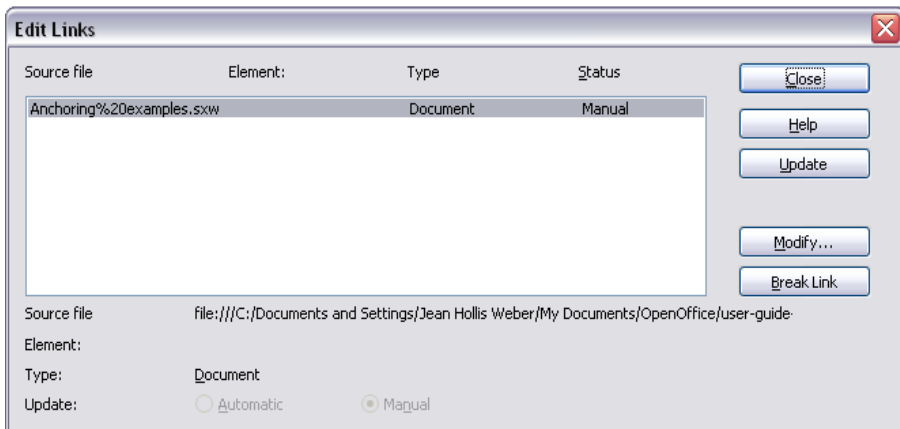 Edit Links
Source file Element: Type Status
Close
Anchoring%20examples.sxw Document Manual
Help
Update
Modify...
Break Link
Source file file:///C:/Documents and Settings/Jean Hollis Weber/My Documents/OpenOffice/user-guide-
Element:
Type: Document
Update: Automatic Manual